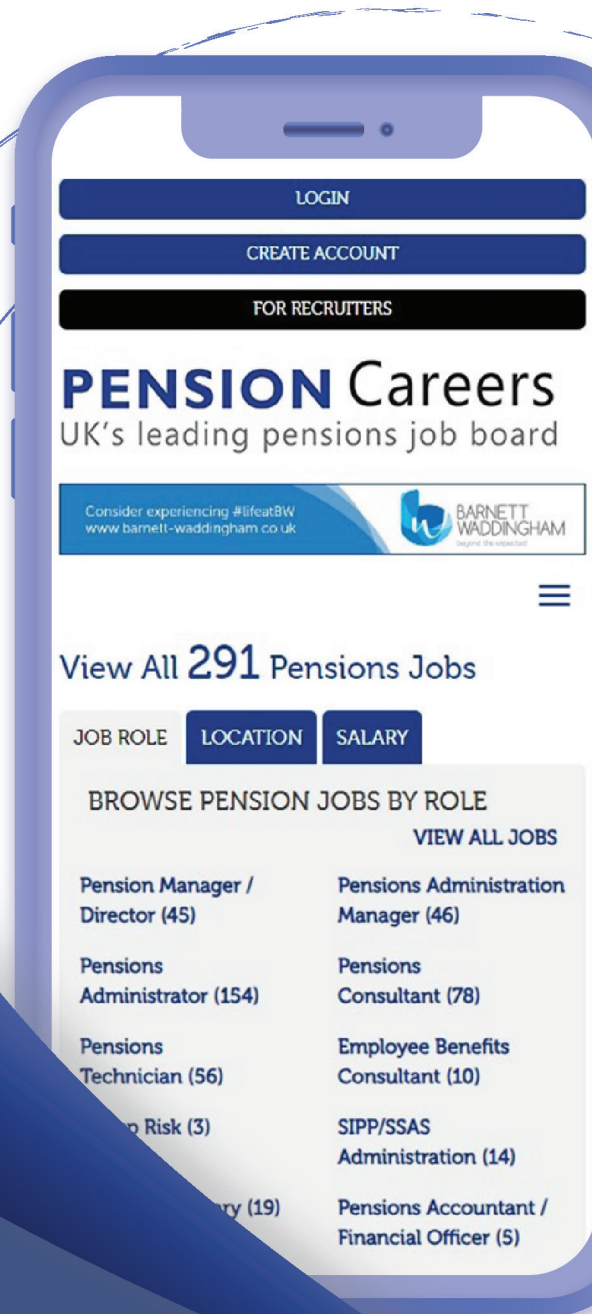 LOGIN
CREATE ACCOUNT
FOR RECRUITERS
PENSION Careers
UK's leading pensions job board
Consider experiencing #lifeatBW
www.barnett-waddingham.co.uk
BARNETT
WADDINGHAM
beyond the expected
View All 291 Pensions Jobs
JOB ROLE LOCATION SALARY
BROWSE PENSION JOBS BY ROLE
VIEW ALL JOBS
Pension Manager / Pensions Administration
Director (45) Manager (46)
Pensions Pensions
Administrator (154) Consultant (78)
Pensions Employee Benefits
Technician (56) Consultant (10)
Risk (3) SIPP/SSAS
Administration (14)
(19) Pensions Accountant /
Financial Officer (5)